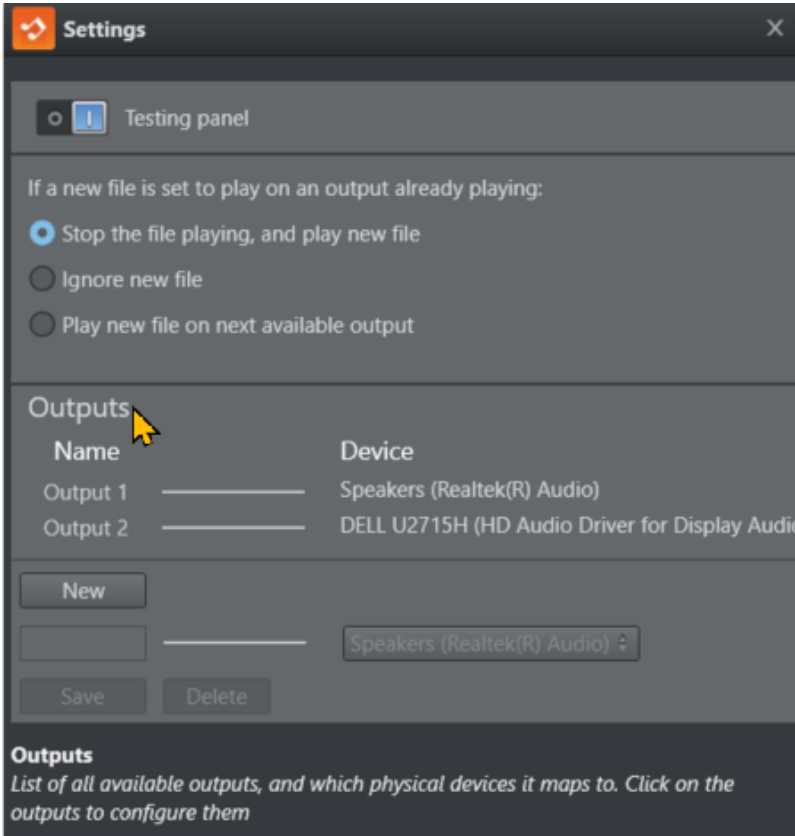 Settings
Testing panel
If a new file is set to play on an output already playing:
Stop the file playing, and play new file
Ignore new file
Play new file on next available output
Outputs
Name Device
Output 1 Speakers (Realtek(R) Audio)
Output 2 DELL U2715H (HD Audio Driver for Display Audi
New
Speakers (Realtek(R) Audio)
Save Delete
Outputs
List of all available outputs, and which physical devices it maps to. Click on the
outputs to configure them